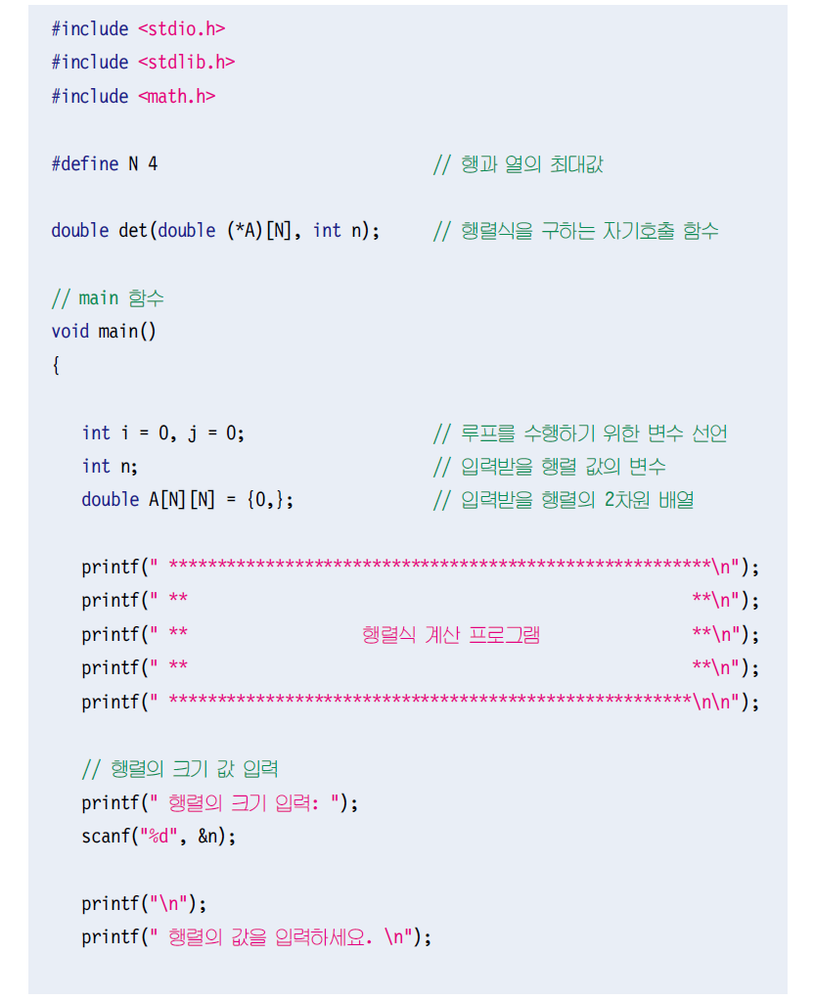 #include <stdio.h>
#include <stdlib.h>
#include <math.h>
#define N 4 // 행과 열의 최대값
double det(double (*A)[N], int n); // 행렬식을 구하는 자기호출 함수
// main 함수
void main()
{
int i = 0, j = 0; // 루프를 수행하기 위한 변수 선언
int n; // 입력받을 행렬 값의 변수
double A[N][N] = {0,}; // 입력받을 행렬의 2차원 배열
printf(" ********************************************************\n");
printf(" ** **\n");
printf(" ** 행렬식 계산 프로그램 **\n");
printf(" ** **\n");
printf(" ******************************************************\n\n");
// 행렬의 크기 값 입력
printf(" 행렬의 크기 입력: ");
scanf("%d", &n);
printf("\n");
printf(" 행렬의 값을 입력하세요. \n");